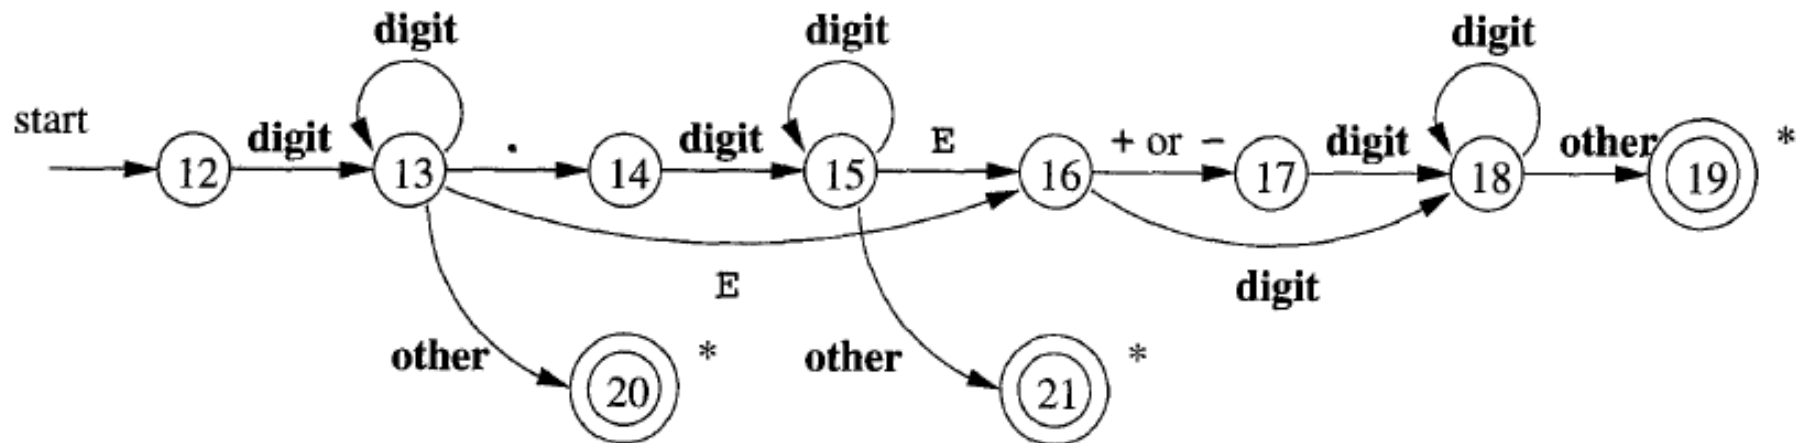 digit digit digit
start
digit . digit E + or - digit other *
12 13 14 15 16 17 18 19
E digit
other * other *
20 21